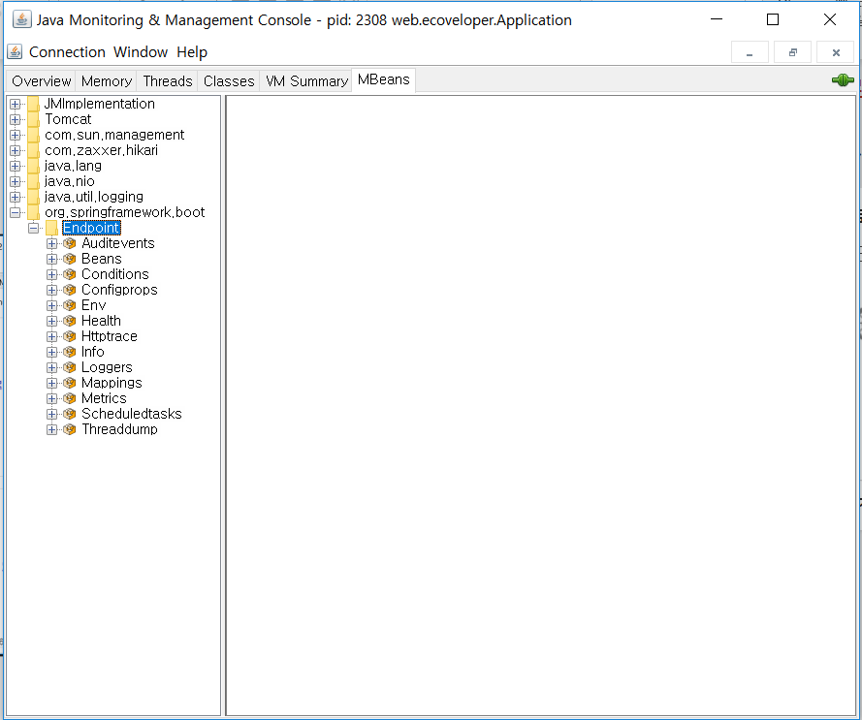 Java Monitoring & Management Console - pid: 2308 web.ecoveloper.Application
Connection Window Help
Overview Memory Threads Classes VM Summary MBeans
JMImplementation
Tomcat
com.sun.management
com.zaxxer.hikari
java.lang
java.nio
java.util.logging
org.springframework.boot
Endpoint
Auditevents
Beans
Conditions
Configprops
Env
Health
Httptrace
Info
Loggers
Mappings
Metrics
Scheduledtasks
Threaddump